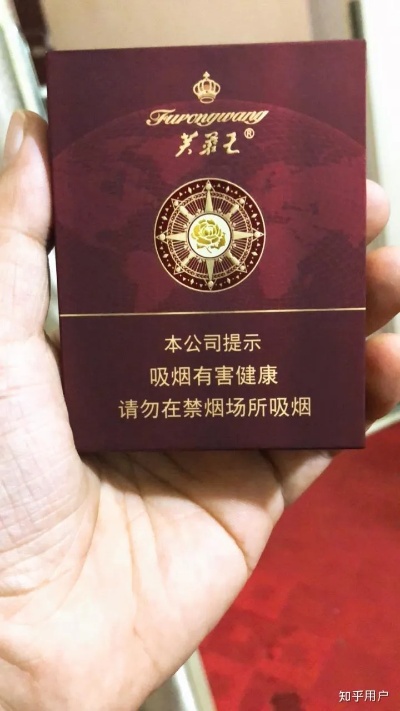 Furongwang
芙蓉王®
本公司提示
吸烟有害健康
请勿在禁烟场所吸烟
知乎用户